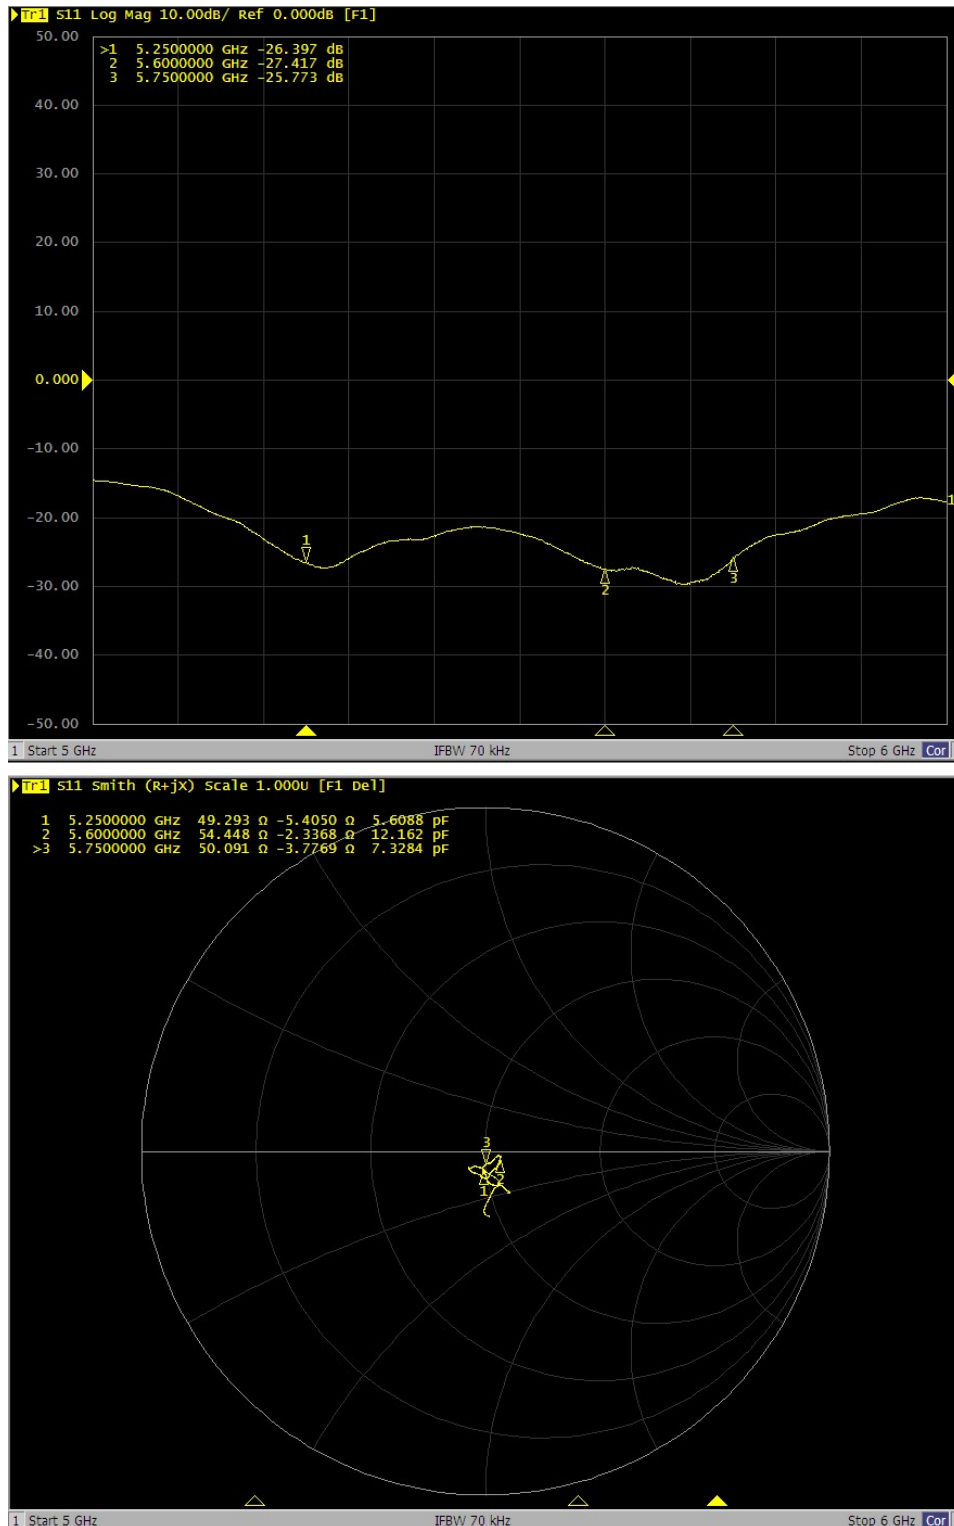 Tr1 S11 Log Mag 10.00dB/ Ref 0.000dB [F1]
50.00
>1 5.2500000 GHz -26.397 dB
2 5.6000000 GHz -27.417 dB
3 5.7500000 GHz -25.773 dB
40.00
30.00
20.00
10.00
0.000
-10.00
-20.00
1
1
-30.00
2
3
-40.00
-50.00
1 Start 5 GHz IFBW 70 kHz Stop 6 GHz Cor
Tr1 S11 Smith (R+jX) Scale 1.000U [F1 Del]
1 5.2500000 GHz 49.293 Ω -5.4050 Ω 5.6088 pF
2 5.6000000 GHz 54.448 Ω -2.3368 Ω 12.162 pF
>3 5.7500000 GHz 50.091 Ω -3.7769 Ω 7.3284 pF
3
2
1
1 Start 5 GHz IFBW 70 kHz Stop 6 GHz Cor